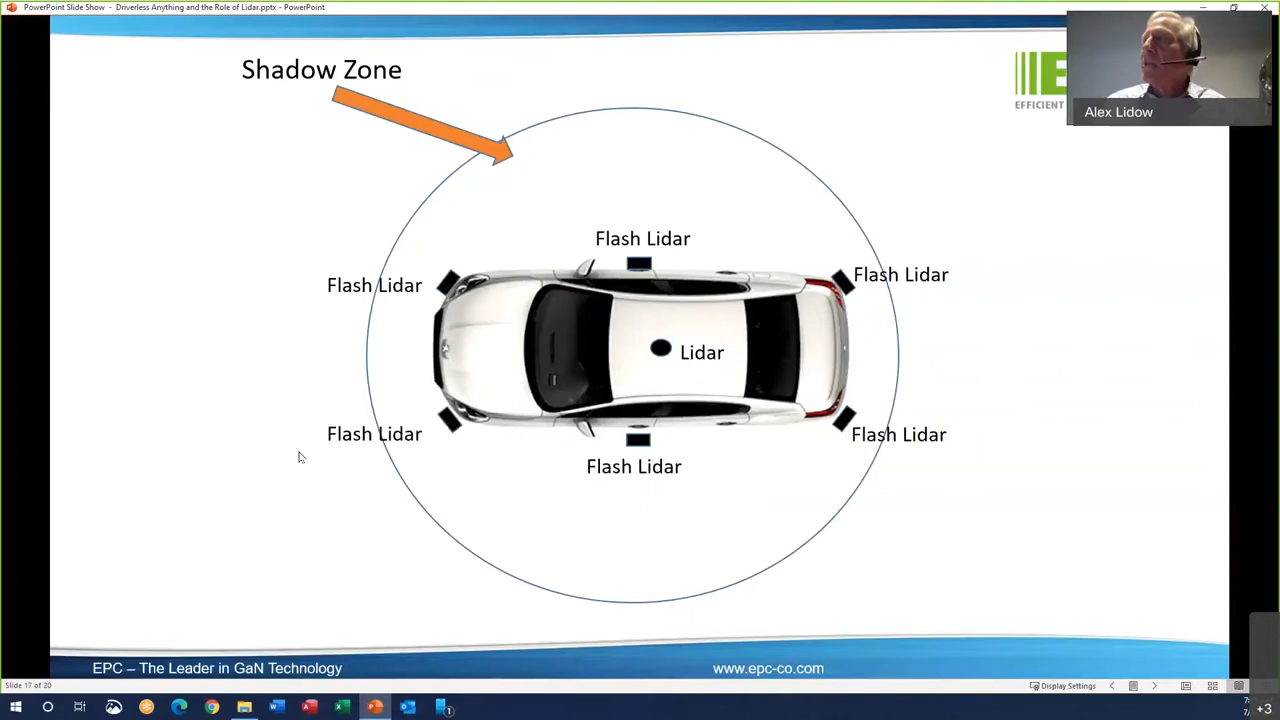 PowerPoint Slide Show - Driverless Anything and the Role of Lidar.pptx - PowerPoint
Shadow Zone
E
EFFICIENT
Alex Lidow
Flash Lidar
Flash Lidar
Flash Lidar
Lidar
Flash Lidar
Flash Lidar
Flash Lidar
EPC – The Leader in GaN Technology
www.epc-co.com
Slide 17 of 20
Display Settings
1
+3